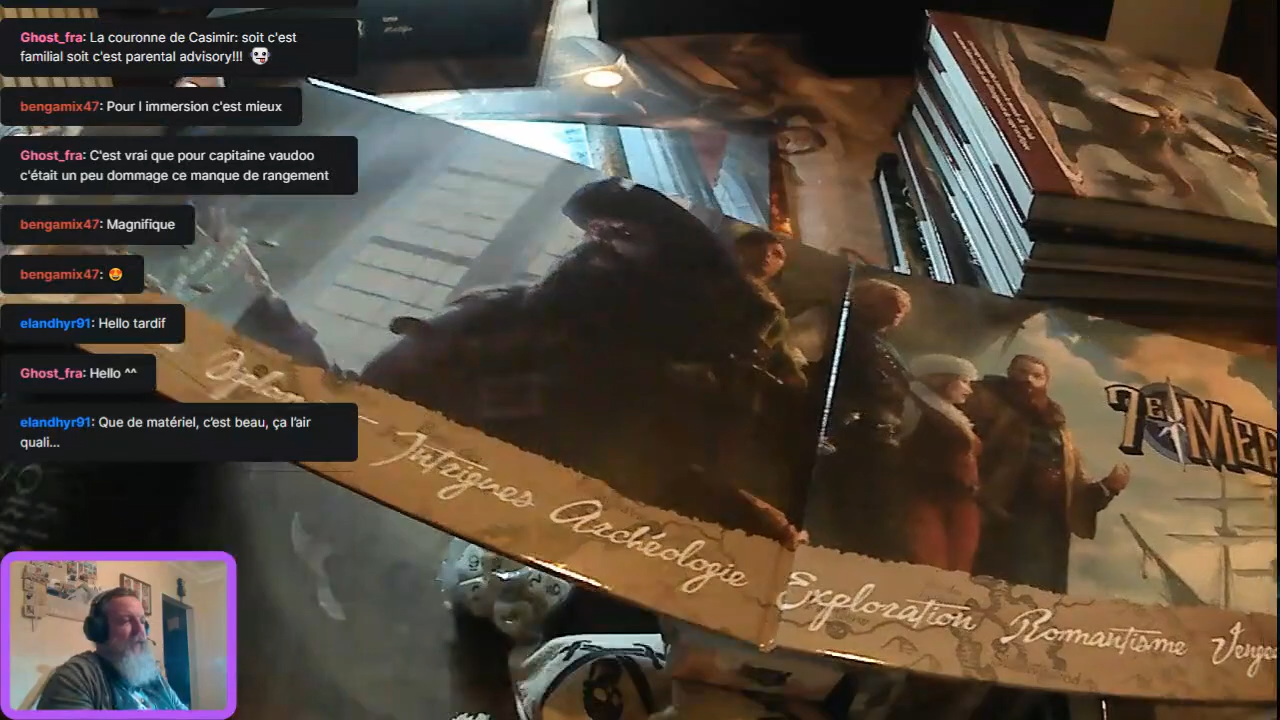 Ghost_fra: La couronne de Casimir: soit c'est
familial soit c'est parental advisory!!! 👻
bengamix47: Pour l immersion c'est mieux
Ghost_fra: C'est vrai que pour capitaine vaudoo
c'était un peu dommage ce manque de rangement
bengamix47: Magnifique
bengamix47: 🤩
elandhyr91: Hello tardif
Ghost_fra: Hello ^^
elandhyr91: Que de matériel, c'est beau, ça l'air
quali...
7E MER
Intrigues Archéologie
Exploration Romantisme